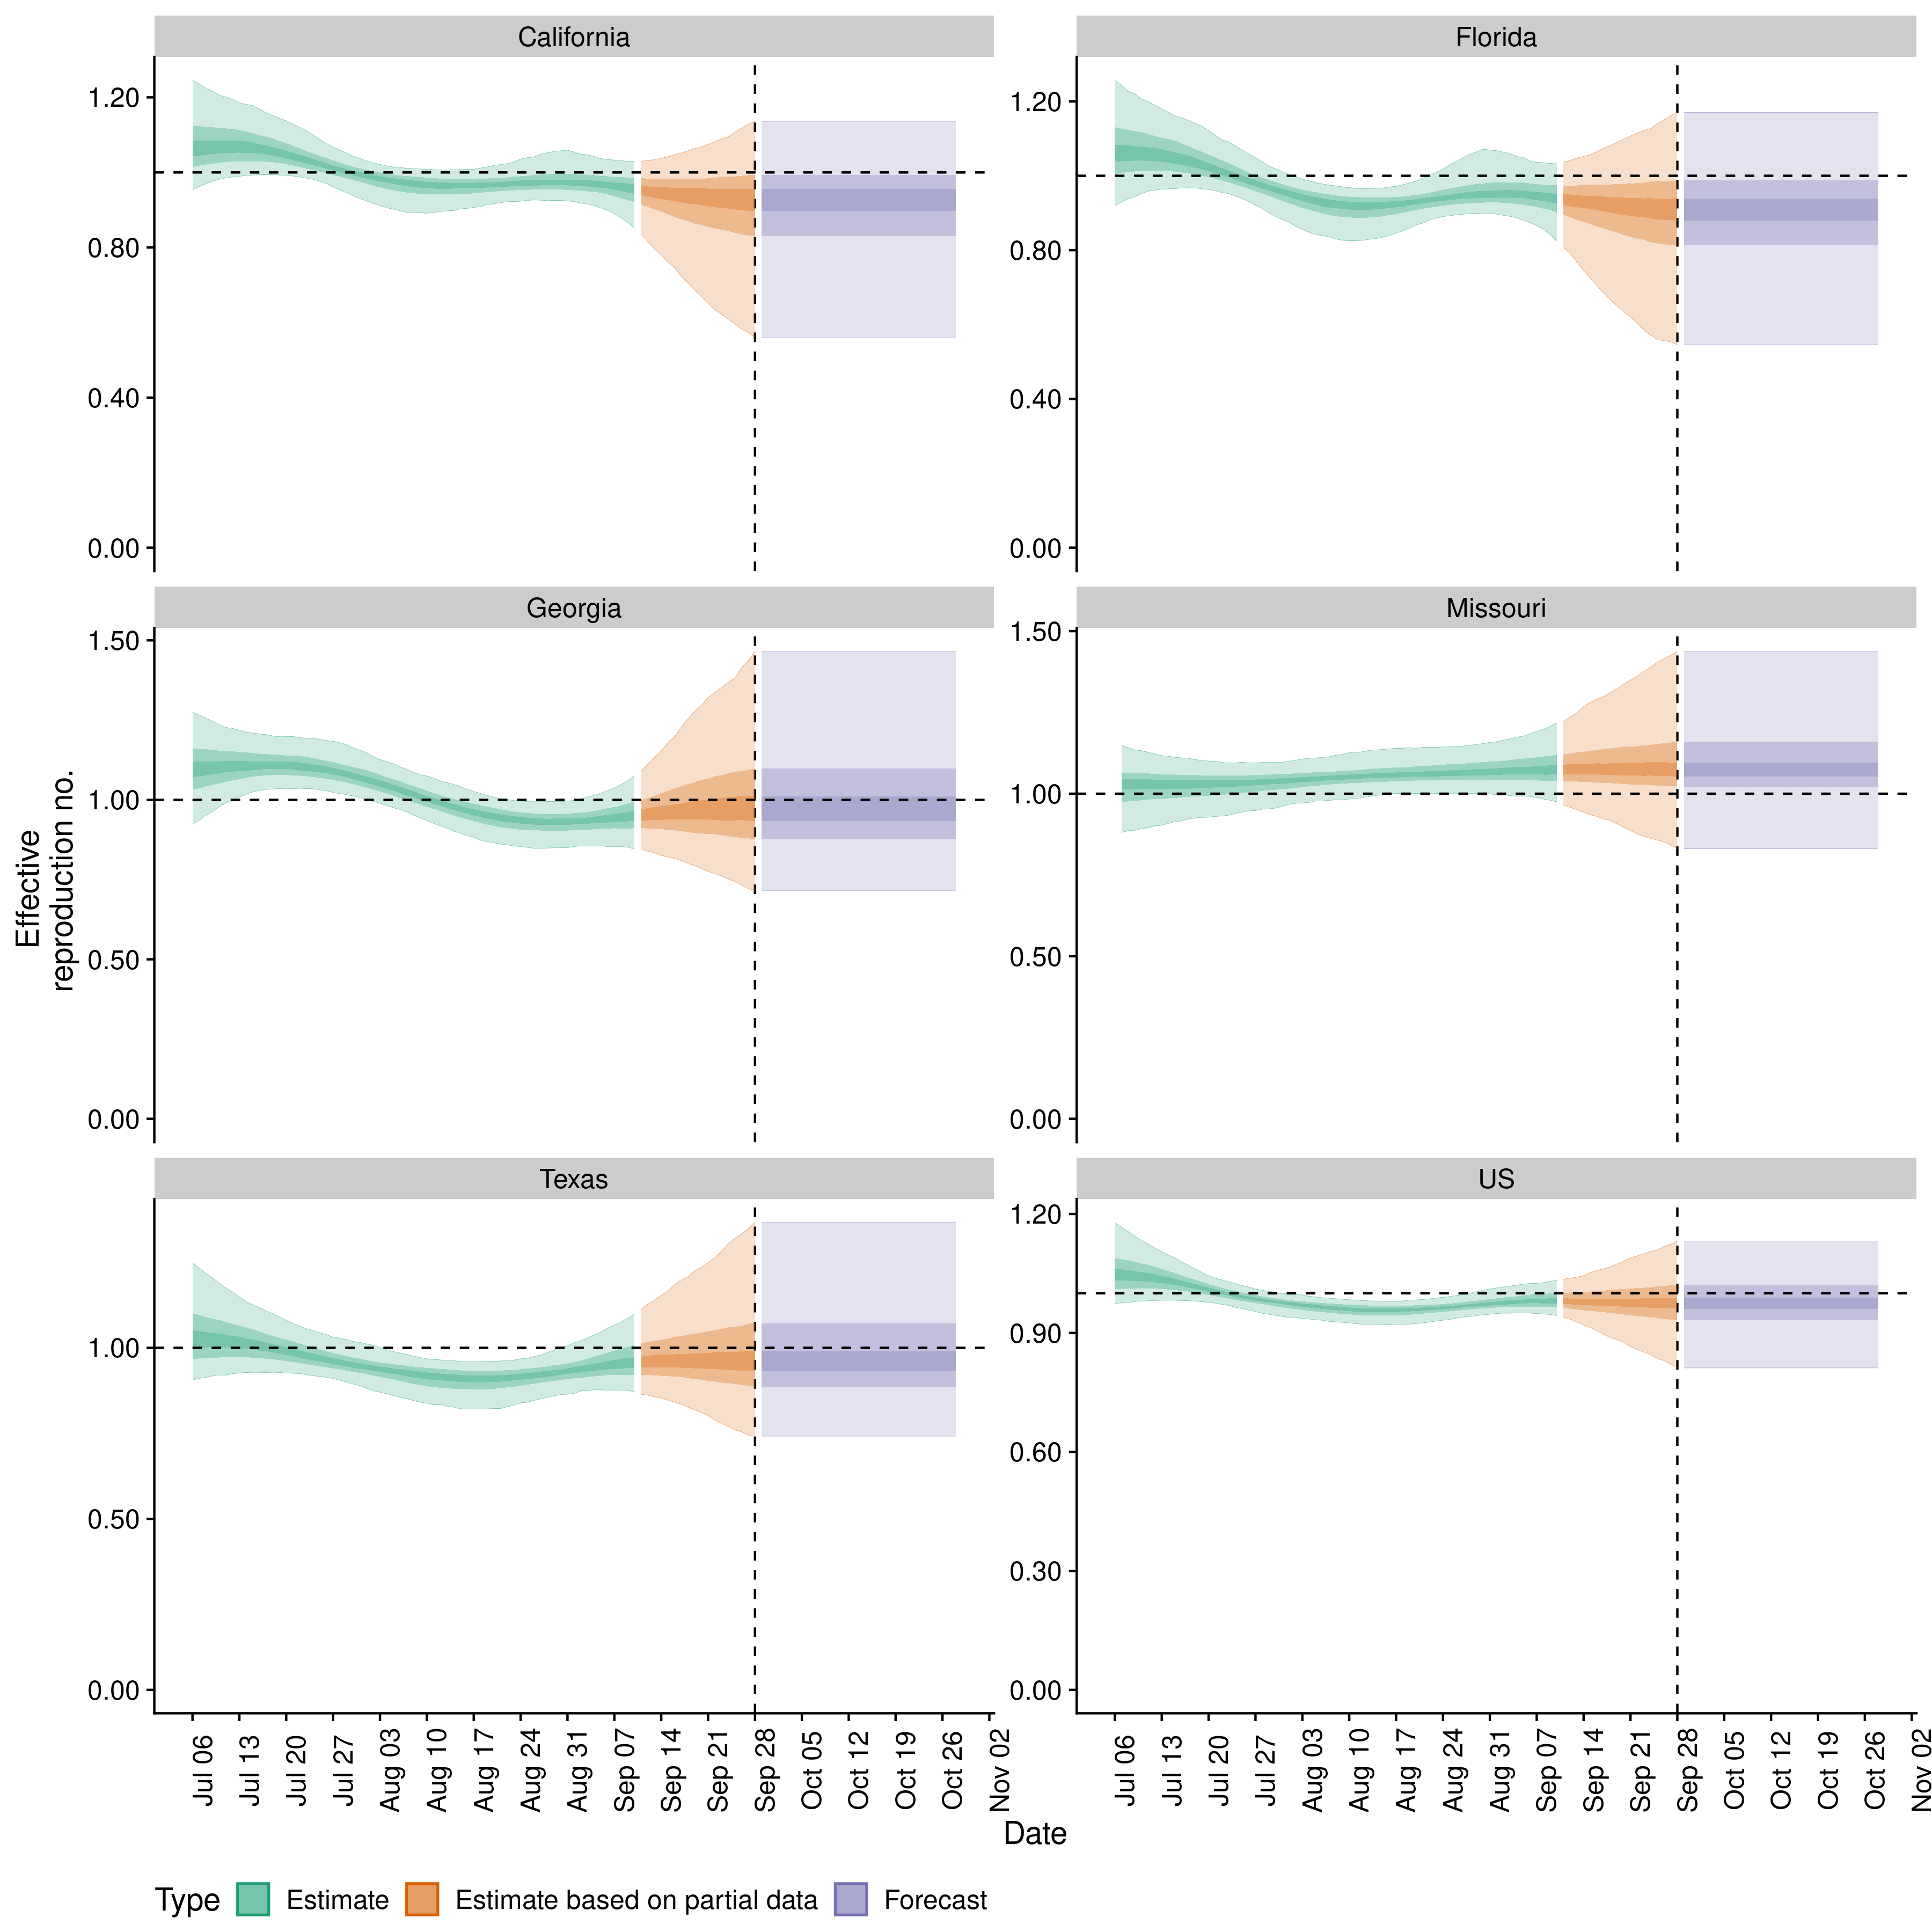 California
Florida
1.20
0.80
0.40
0.00
1.20
0.80
0.40
0.00
Georgia
Missouri
1.50
1.00
0.50
0.00
1.50
1.00
0.50
0.00
Effective
reproduction no.
Texas
US
1.00
0.50
0.00
1.20
0.90
0.60
0.30
0.00
Jul 06
Jul 13
Jul 20
Jul 27
Aug 03
Aug 10
Aug 17
Aug 24
Aug 31
Sep 07
Sep 14
Sep 21
Sep 28
Oct 05
Oct 12
Oct 19
Oct 26
Nov 02
Jul 06
Jul 13
Jul 20
Jul 27
Aug 03
Aug 10
Aug 17
Aug 24
Aug 31
Sep 07
Sep 14
Sep 21
Sep 28
Oct 05
Oct 12
Oct 19
Oct 26
Nov 02
Date
Type Estimate Estimate based on partial data Forecast